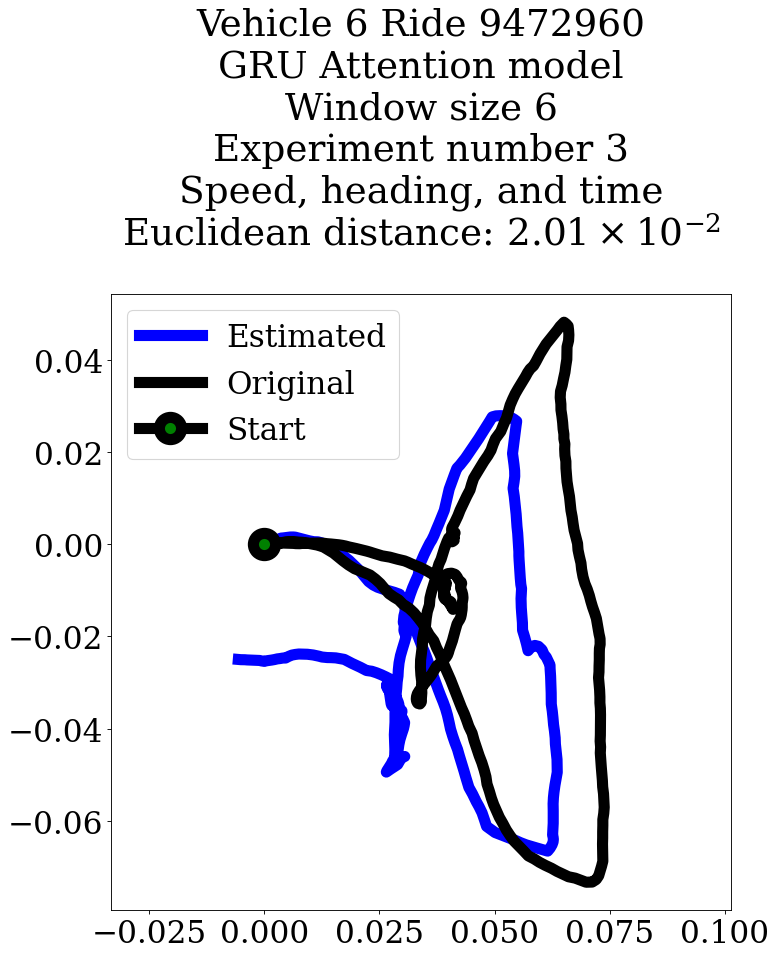 Vehicle 6 Ride 9472960
GRU Attention model
Window size 6
Experiment number 3
Speed, heading, and time
Euclidean distance: 2.01 × 10⁻²
Estimated
Original
Start
0.04
0.02
0.00
−0.02
−0.04
−0.06
−0.025 0.000 0.025 0.050 0.075 0.100